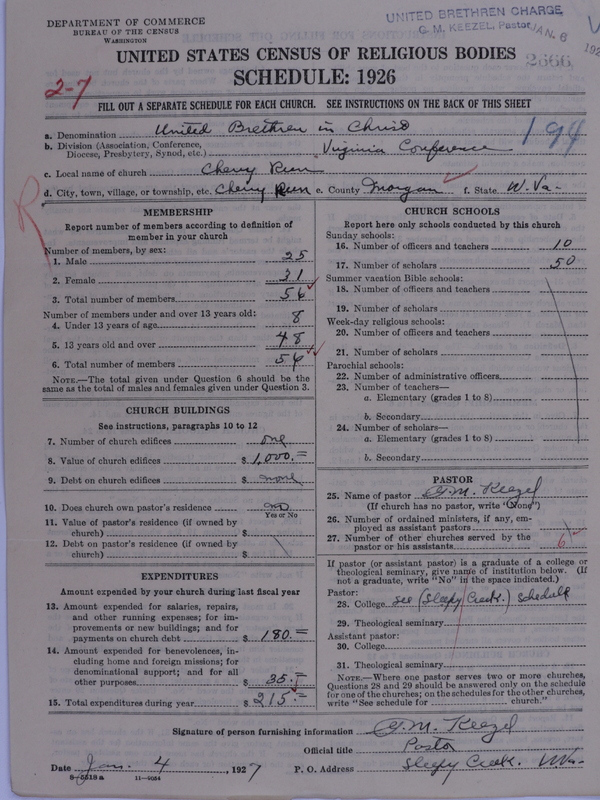 DEPARTMENT OF COMMERCE
BUREAU OF THE CENSUS
WASHINGTON
UNITED BRETHREN CHARGE
G. M. KEEZEL, Pastor
JAN. 6
2666
UNITED STATES CENSUS OF RELIGIOUS BODIES
SCHEDULE: 1926
2-7
FILL OUT A SEPARATE SCHEDULE FOR EACH CHURCH. SEE INSTRUCTIONS ON THE BACK OF THIS SHEET
a. Denomination United Brethren in Christ
194
b. Division (Association, Conference, Diocese, Presbytery, Synod, etc.) Virginia Conference
c. Local name of church Cherry Run
d. City, town, village, or township, etc. Cherry Run e. County Morgan f. State W. Va-
R
MEMBERSHIP
Report number of members according to definition of
member in your church
Number of members, by sex:
1. Male 25
2. Female 31
3. Total number of members 56
Number of members under and over 13 years old:
4. Under 13 years of age 8
5. 13 years old and over 48
6. Total number of members 56
NOTE.—The total given under Question 6 should be
same as the total of males and females given under Question 3.
CHURCH BUILDINGS
See instructions, paragraphs 10 to 12
7. Number of church edifices one
8. Value of church edifices $ 1,000.=
9. Debt on church edifices $ none
10. Does church own pastor's residence no
Yes or No
11. Value of pastor's residence (if owned by
church) $
12. Debt on pastor's residence (if owned by
church) $
EXPENDITURES
Amount expended by your church during last fiscal year
13. Amount expended for salaries, repairs,
and other running expenses; for im-
provements or new buildings; and for
payments on church debt $ 180.=
14. Amount expended for benevolences, in-
cluding home and foreign missions; for
denominational support; and for all
other purposes $ 35.=
15. Total expenditures during year $ 215.=
CHURCH SCHOOLS
Report here only schools conducted by this church
Sunday schools:
16. Number of officers and teachers 10
17. Number of scholars 50
Summer vacation Bible schools:
18. Number of officers and teachers
19. Number of scholars
Week-day religious schools:
20. Number of officers and teachers
21. Number of scholars
Parochial schools:
22. Number of administrative officers
23. Number of teachers—
a. Elementary (grades 1 to 8)
b. Secondary
24. Number of scholars—
a. Elementary (grades 1 to 8)
b. Secondary
PASTOR
25. Name of pastor G. M. Keezel
(If church has no pastor, write "None")
26. Number of ordained ministers, if any, em-
ployed as assistant pastors
27. Number of other churches served by the
pastor or his assistants 6
If pastor (or assistant pastor) is a graduate of a college or
theological seminary, give name of institution below. (If
not a graduate, write "No" in the space indicated.)
Pastor:
28. College see (Sleepy Creek.) schedule
29. Theological seminary
Assistant pastor:
30. College
31. Theological seminary
NOTE.—Where one pastor serves two or more churches,
Questions 28 and 29 should be answered only on the schedule
for one of the churches; on the schedules for the other churches,
write "See schedule for church."
Signature of person furnishing information G. M. Keezel
Official title Pastor
Date Jan. 4, 1927 P. O. Address Sleepy Creek. W.Va-
8—5518a 11—9054